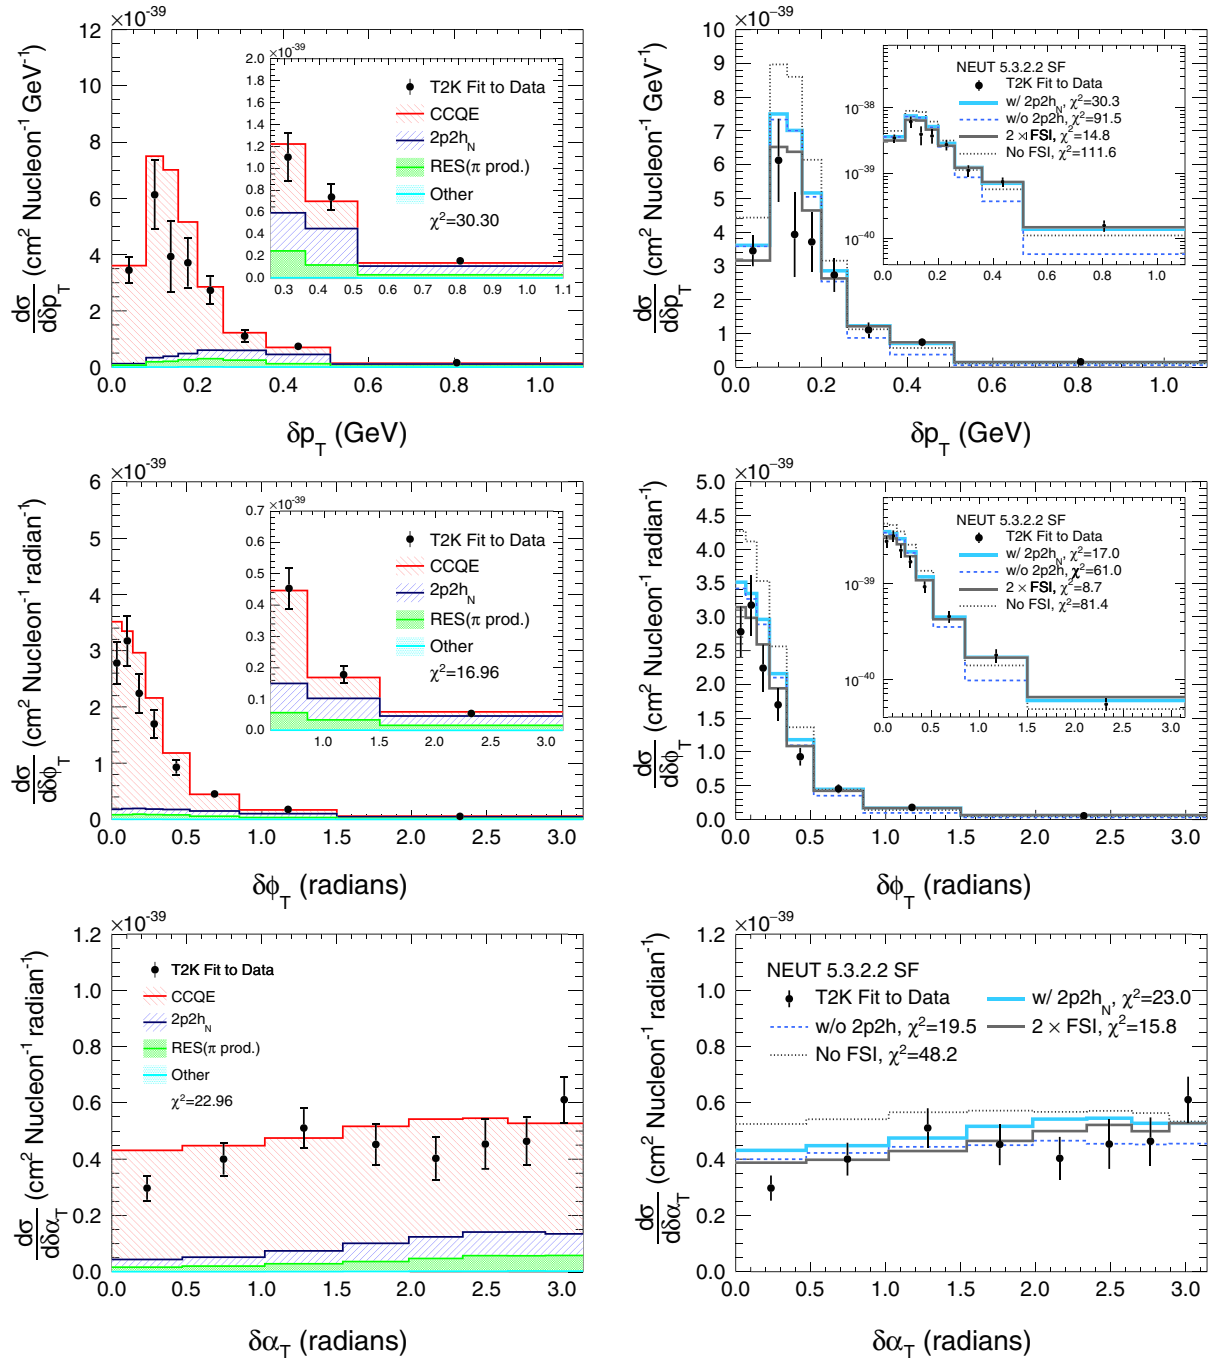 ×10⁻³⁹
dσ/dδp_T (cm² Nucleon⁻¹ GeV⁻¹)
12
10
8
6
4
2
0
0.0 0.2 0.4 0.6 0.8 1.0
δp_T (GeV)
×10⁻³⁹
2.0
1.8
1.6
1.4
1.2
1.0
0.8
0.6
0.4
0.2
0.0
0.3 0.4 0.5 0.6 0.7 0.8 0.9 1.0 1.1
T2K Fit to Data
CCQE
2p2h_N
RES(π prod.)
Other
χ²=30.30
×10⁻³⁹
dσ/dδp_T (cm² Nucleon⁻¹ GeV⁻¹)
10
9
8
7
6
5
4
3
2
1
0
0.0 0.2 0.4 0.6 0.8 1.0
δp_T (GeV)
NEUT 5.3.2.2 SF
T2K Fit to Data
w/ 2p2h_N, χ²=30.3
w/o 2p2h, χ²=91.5
2 × FSI, χ²=14.8
No FSI, χ²=111.6
10⁻³⁸
10⁻³⁹
10⁻⁴⁰
0.0 0.2 0.4 0.6 0.8 1.0
×10⁻³⁹
dσ/dδϕ_T (cm² Nucleon⁻¹ radian⁻¹)
6
5
4
3
2
1
0
0.0 0.5 1.0 1.5 2.0 2.5 3.0
δϕ_T (radians)
×10⁻³⁹
0.7
0.6
0.5
0.4
0.3
0.2
0.1
0.0
1.0 1.5 2.0 2.5 3.0
T2K Fit to Data
CCQE
2p2h_N
RES(π prod.)
Other
χ²=16.96
×10⁻³⁹
dσ/dδϕ_T (cm² Nucleon⁻¹ radian⁻¹)
5.0
4.5
4.0
3.5
3.0
2.5
2.0
1.5
1.0
0.5
0.0
0.0 0.5 1.0 1.5 2.0 2.5 3.0
δϕ_T (radians)
NEUT 5.3.2.2 SF
T2K Fit to Data
w/ 2p2h_N, χ²=17.0
w/o 2p2h, χ²=61.0
2 × FSI, χ²=8.7
No FSI, χ²=81.4
10⁻³⁹
10⁻⁴⁰
0.0 0.5 1.0 1.5 2.0 2.5 3.0
×10⁻³⁹
dσ/dδα_T (cm² Nucleon⁻¹ radian⁻¹)
1.2
1.0
0.8
0.6
0.4
0.2
0.0
0.0 0.5 1.0 1.5 2.0 2.5 3.0
δα_T (radians)
T2K Fit to Data
CCQE
2p2h_N
RES(π prod.)
Other
χ²=22.96
×10⁻³⁹
dσ/dδα_T (cm² Nucleon⁻¹ radian⁻¹)
1.2
1.0
0.8
0.6
0.4
0.2
0.0
0.0 0.5 1.0 1.5 2.0 2.5 3.0
δα_T (radians)
NEUT 5.3.2.2 SF
T2K Fit to Data
w/ 2p2h_N, χ²=23.0
w/o 2p2h, χ²=19.5
2 × FSI, χ²=15.8
No FSI, χ²=48.2